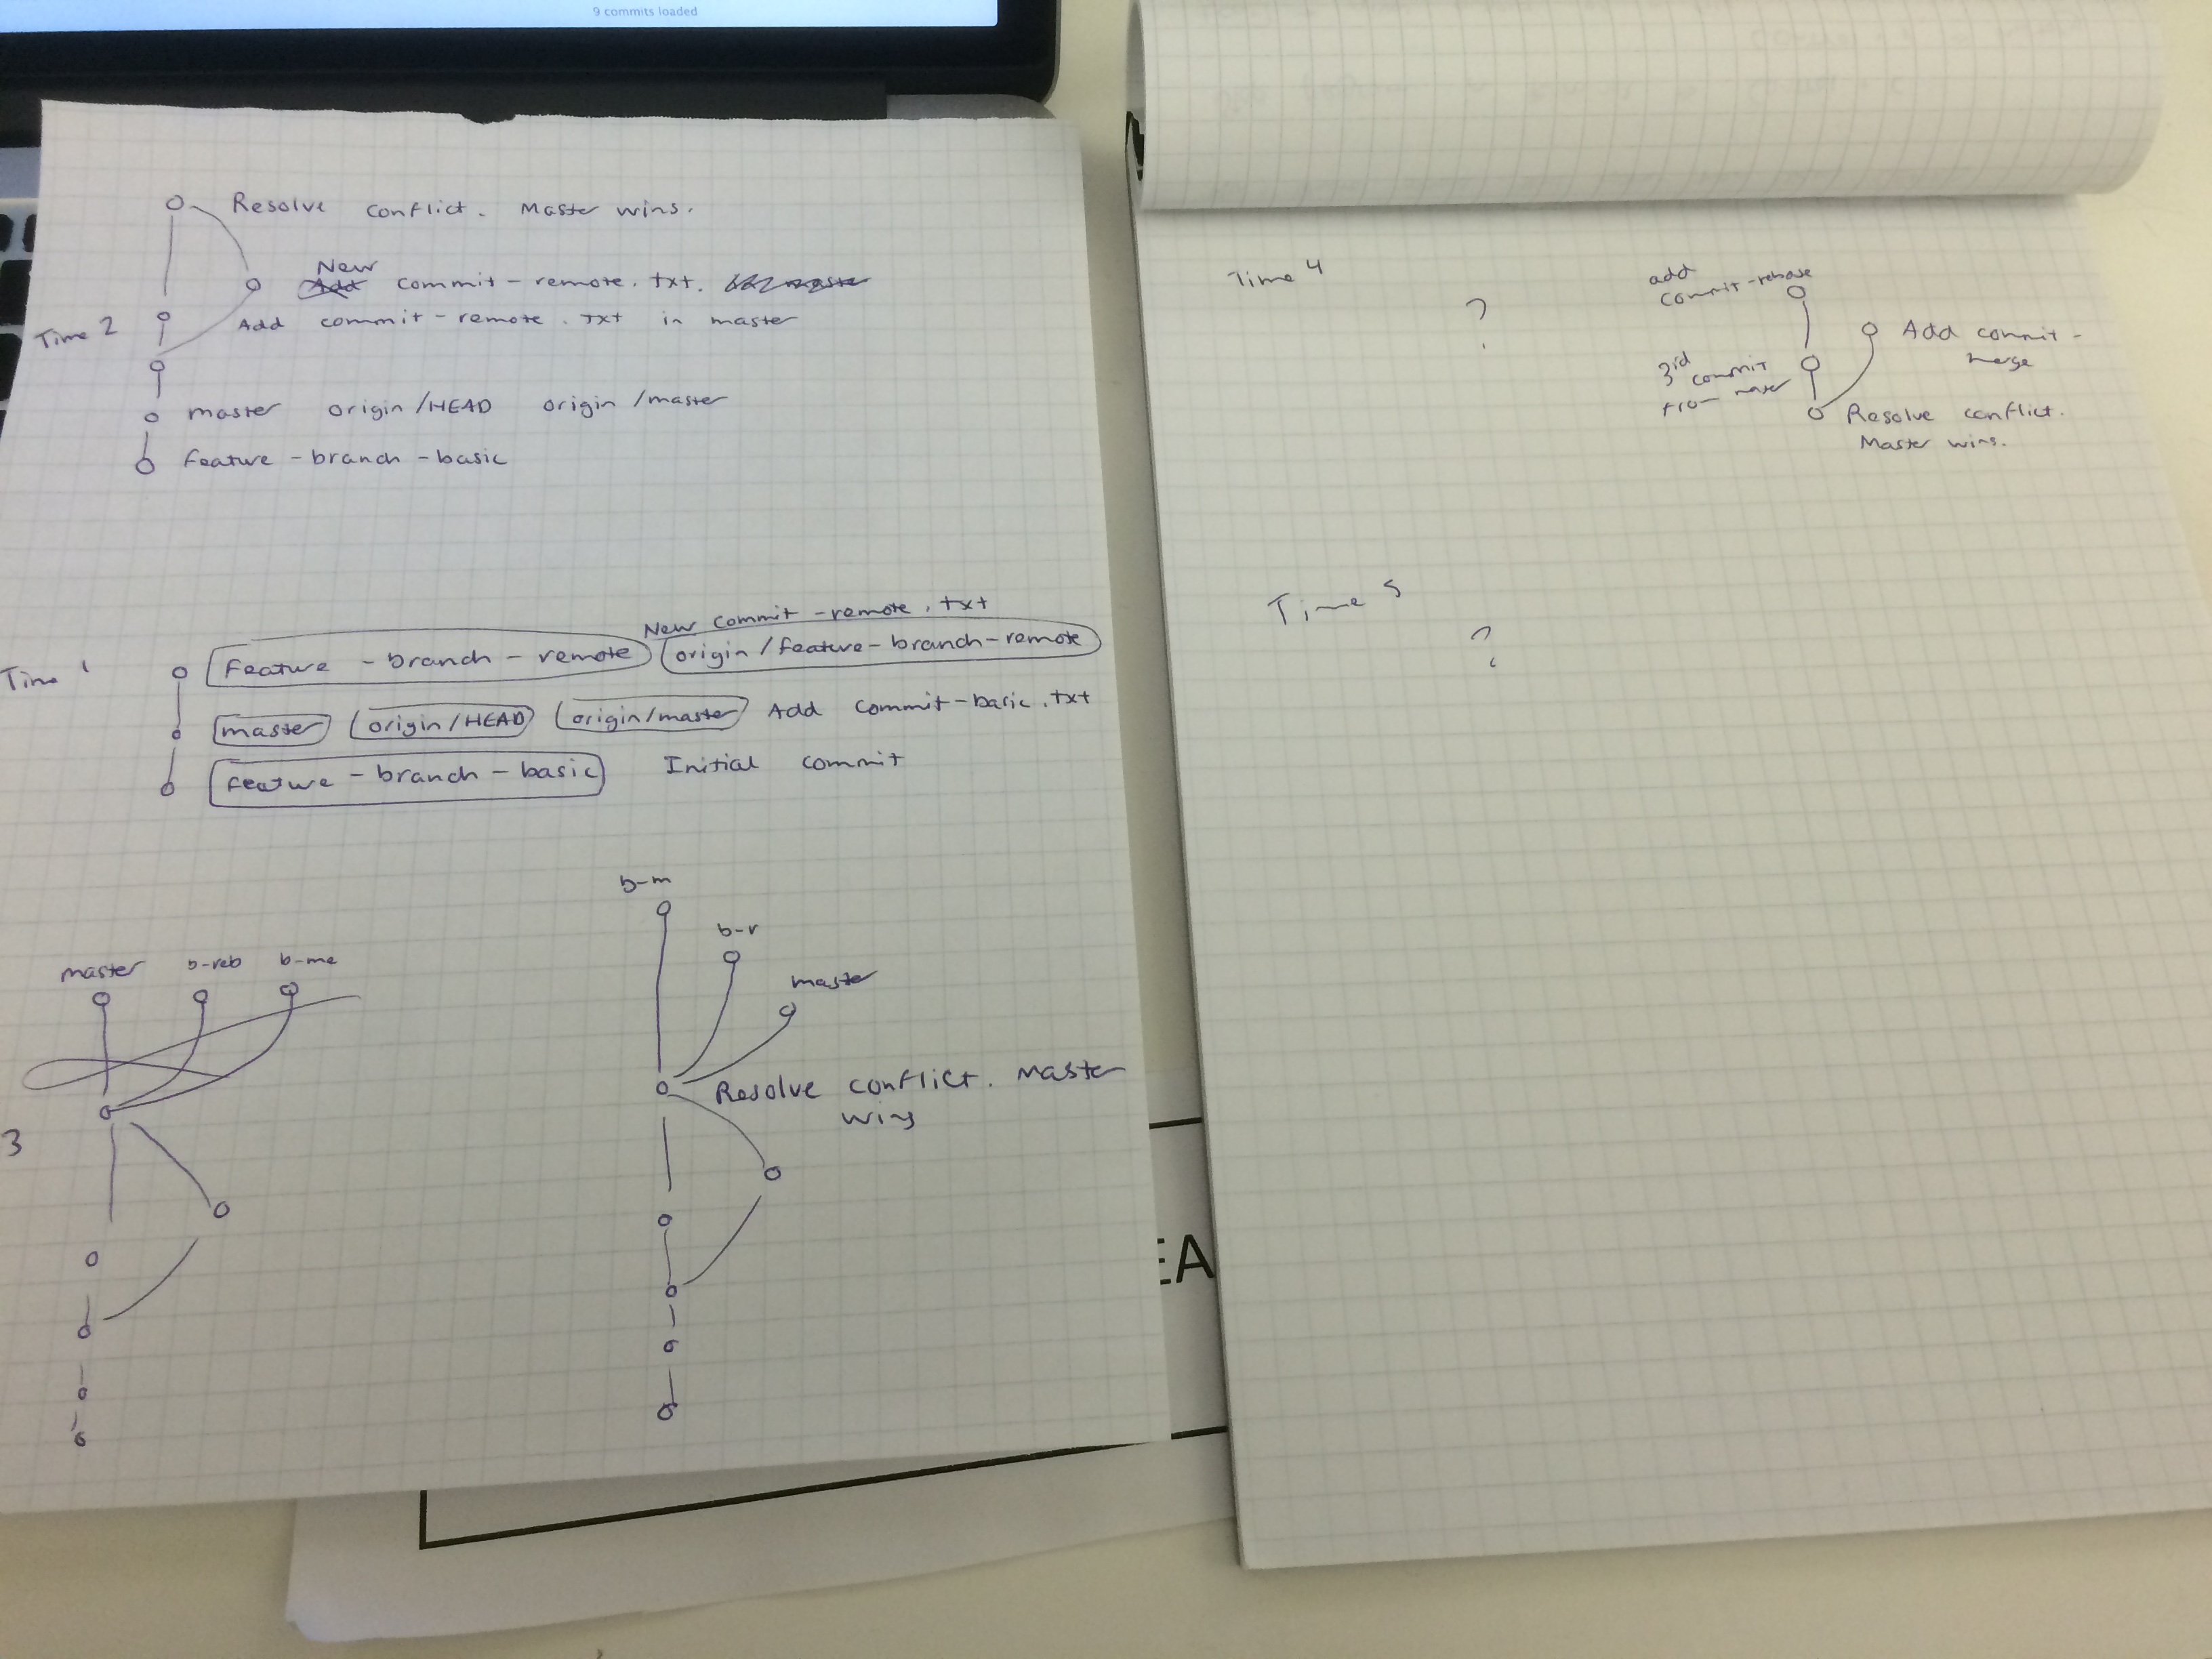 Resolve conflict. Master wins.
New commit-remote.txt.
Time 2
Add commit-remote.txt in master
master origin/HEAD origin/master
feature-branch-basic
New commit-remote.txt
Time 1
feature-branch-remote origin/feature-branch-remote
master origin/HEAD origin/master Add commit-basic.txt
feature-branch-basic Initial commit
3
master b-reb b-me
b-m
b-r
master
Resolve conflict. Master
wins
Time 4
?
add
commit-rebase
3rd commit
from master
Add commit-
merge
Resolve conflict.
Master wins.
Time 5
?
9 commits loaded
EA